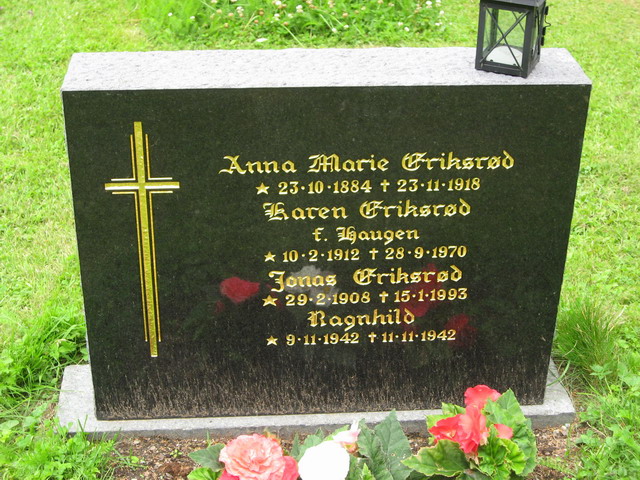 Anna Marie Eriksrød
★ 23·10·1884 † 23·11·1918
Karen Eriksrød
f. Haugen
★ 10·2·1912 † 28·9·1970
Jonas Eriksrød
★ 29·2·1908 † 15·1·1993
Ragnhild
★ 9·11·1942 † 11·11·1942